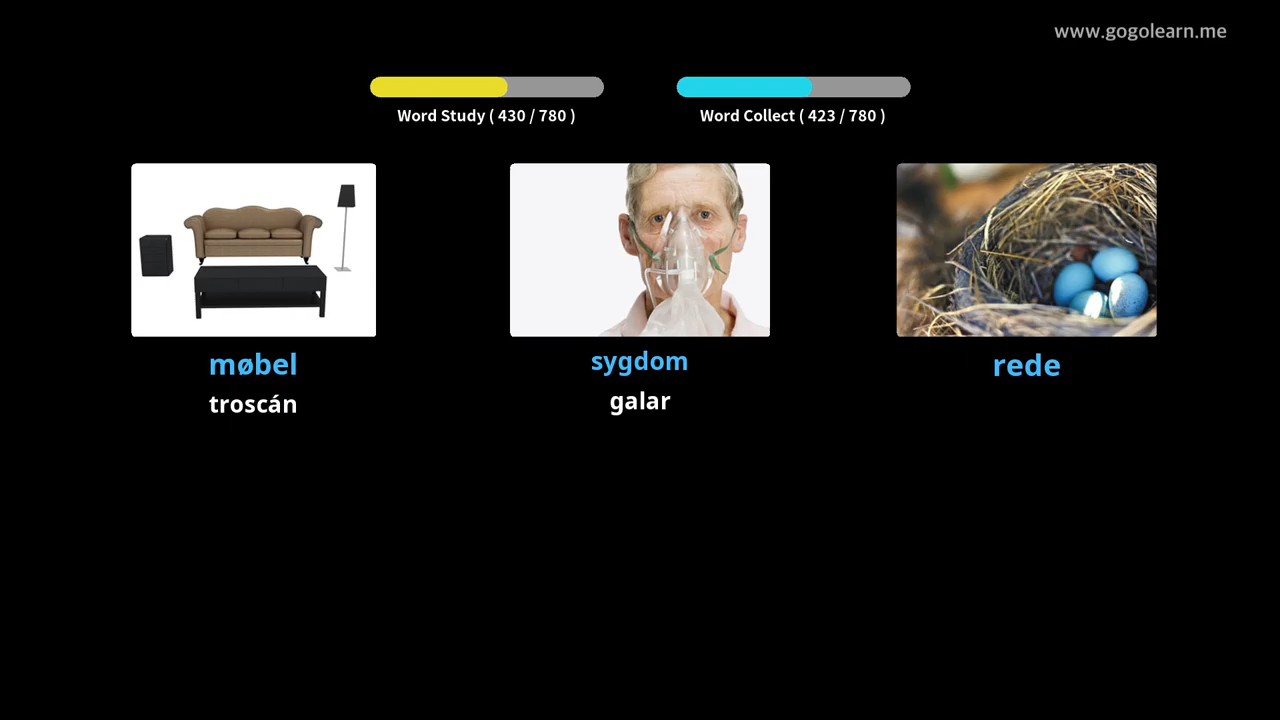 www.gogolearn.me
Word Study ( 430 / 780 )
Word Collect ( 423 / 780 )
møbel
troscán
sygdom
galar
rede